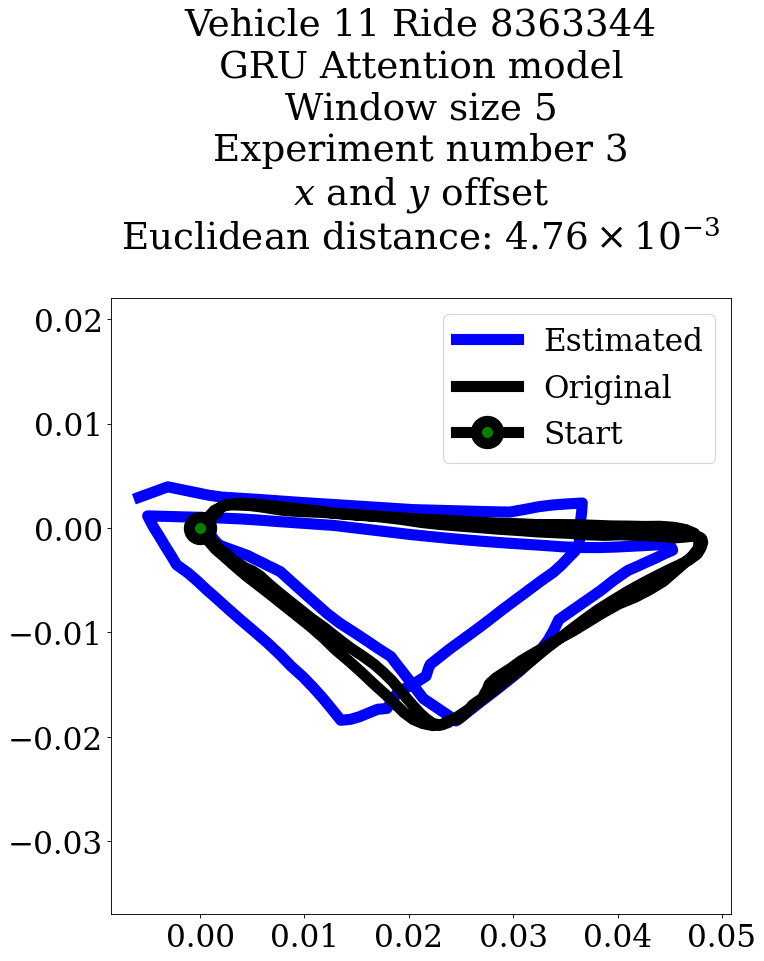 Vehicle 11 Ride 8363344
GRU Attention model
Window size 5
Experiment number 3
x and y offset
Euclidean distance: 4.76 × 10⁻³
Estimated
Original
Start
0.02
0.01
0.00
−0.01
−0.02
−0.03
0.00 0.01 0.02 0.03 0.04 0.05